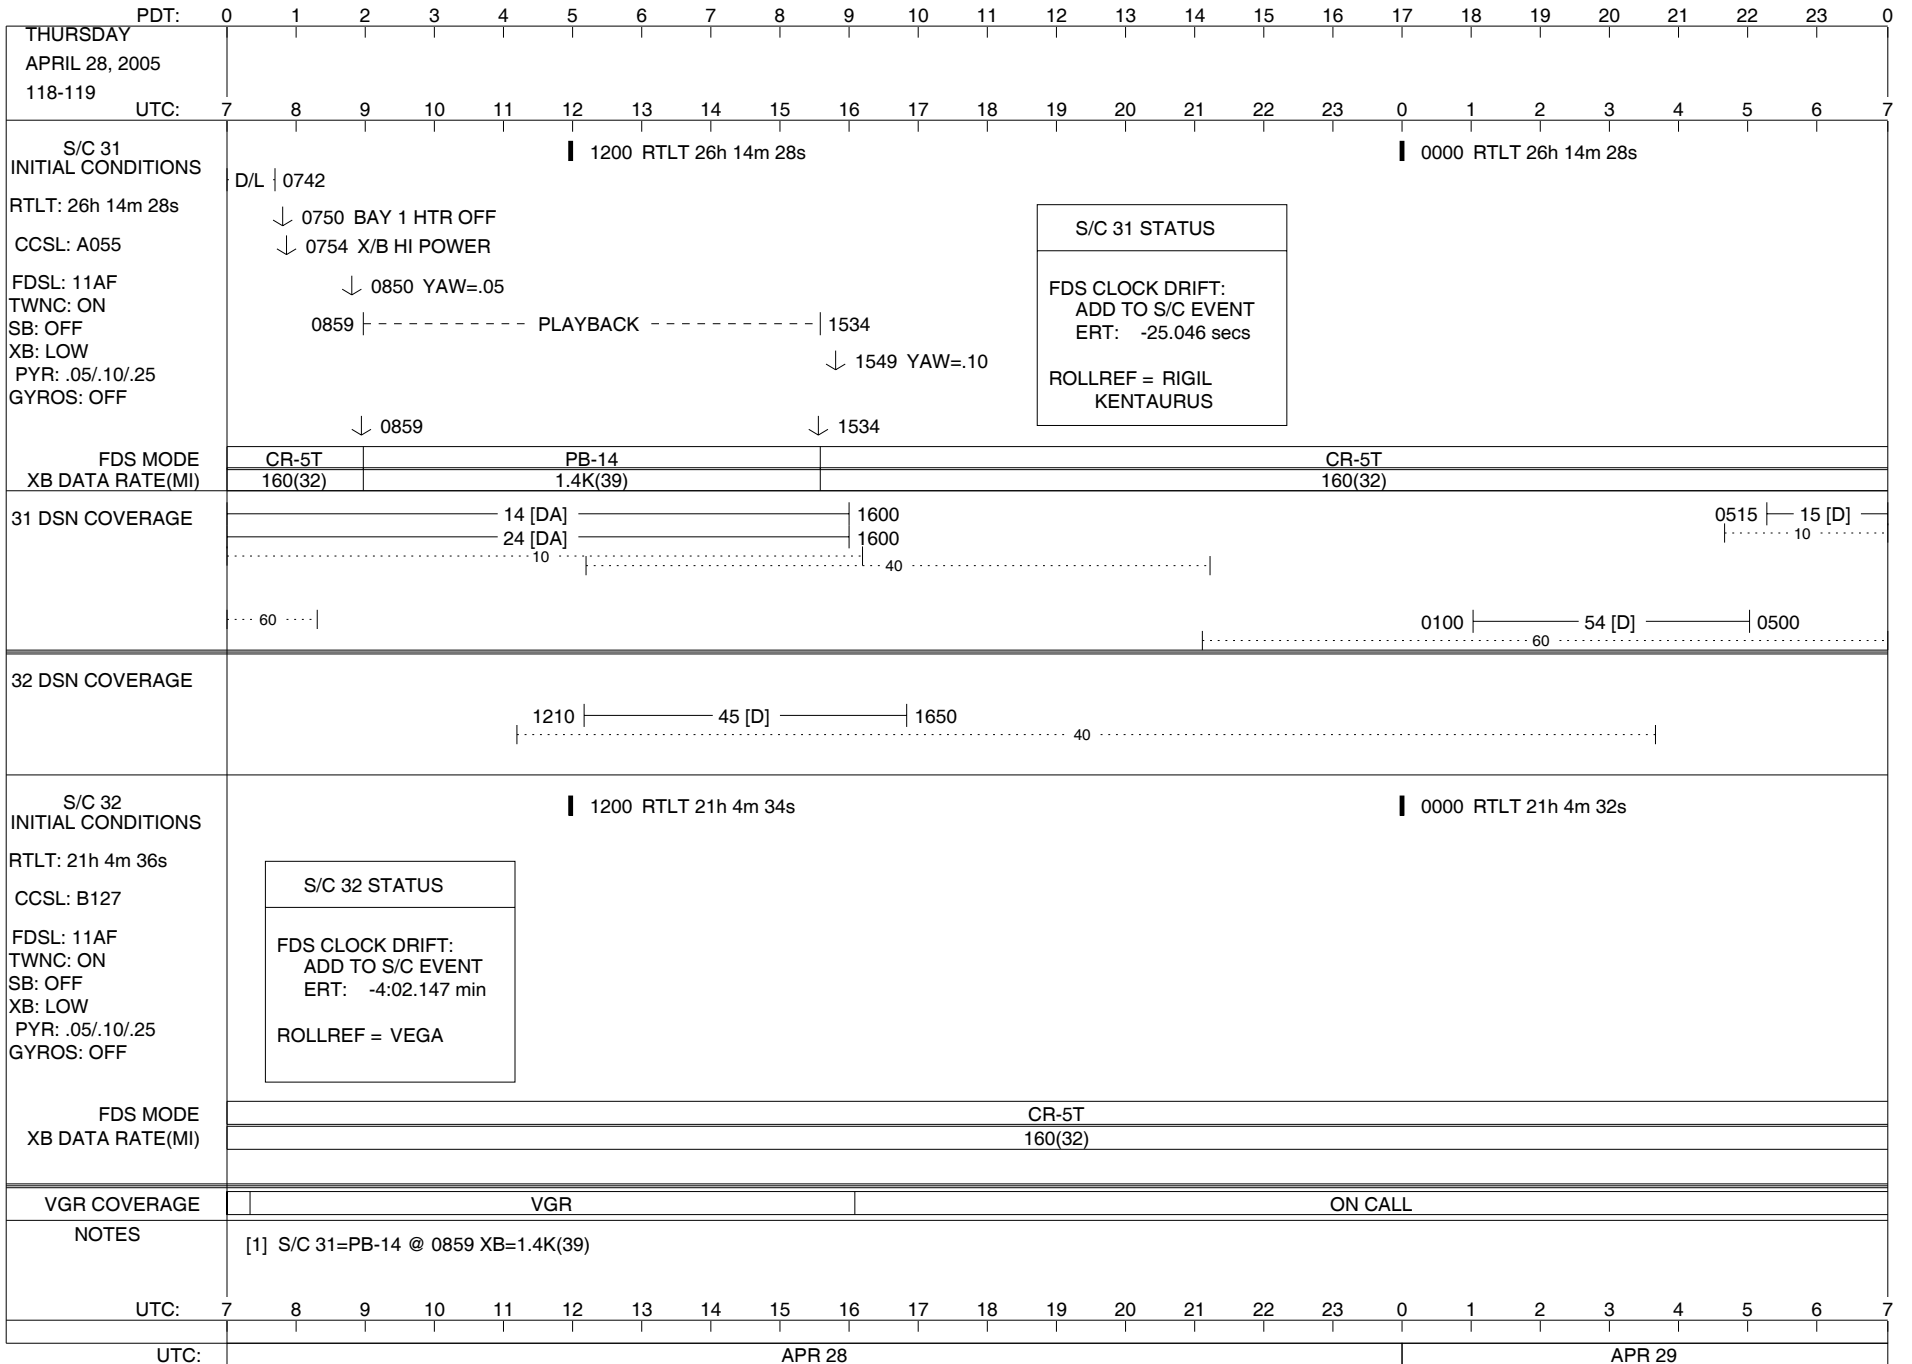 PDT: 0 1 2 3 4 5 6 7 8 9 10 11 12 13 14 15 16 17 18 19 20 21 22 23 0
THURSDAY
APRIL 28, 2005
118-119
UTC: 7 8 9 10 11 12 13 14 15 16 17 18 19 20 21 22 23 0 1 2 3 4 5 6 7
S/C 31
INITIAL CONDITIONS
RTLT: 26h 14m 28s
CCSL: A055
FDSL: 11AF
TWNC: ON
SB: OFF
XB: LOW
PYR: .05/.10/.25
GYROS: OFF
1200 RTLT 26h 14m 28s
0000 RTLT 26h 14m 28s
D/L 0742
0750 BAY 1 HTR OFF
0754 X/B HI POWER
0850 YAW=.05
0859 PLAYBACK 1534
1549 YAW=.10
0859 1534
S/C 31 STATUS
FDS CLOCK DRIFT:
ADD TO S/C EVENT
ERT: -25.046 secs
ROLLREF = RIGIL
KENTAURUS
FDS MODE CR-5T PB-14 CR-5T
XB DATA RATE(MI) 160(32) 1.4K(39) 160(32)
31 DSN COVERAGE 14 [DA] 1600 0515 15 [D]
24 [DA] 1600 10
10
40
60 0100 54 [D] 0500
60
32 DSN COVERAGE
1210 45 [D] 1650
40
S/C 32
INITIAL CONDITIONS
RTLT: 21h 4m 36s
CCSL: B127
FDSL: 11AF
TWNC: ON
SB: OFF
XB: LOW
PYR: .05/.10/.25
GYROS: OFF
1200 RTLT 21h 4m 34s
0000 RTLT 21h 4m 32s
S/C 32 STATUS
FDS CLOCK DRIFT:
ADD TO S/C EVENT
ERT: -4:02.147 min
ROLLREF = VEGA
FDS MODE CR-5T
XB DATA RATE(MI) 160(32)
VGR COVERAGE VGR ON CALL
NOTES
[1] S/C 31=PB-14 @ 0859 XB=1.4K(39)
UTC: 7 8 9 10 11 12 13 14 15 16 17 18 19 20 21 22 23 0 1 2 3 4 5 6 7
UTC: APR 28 APR 29